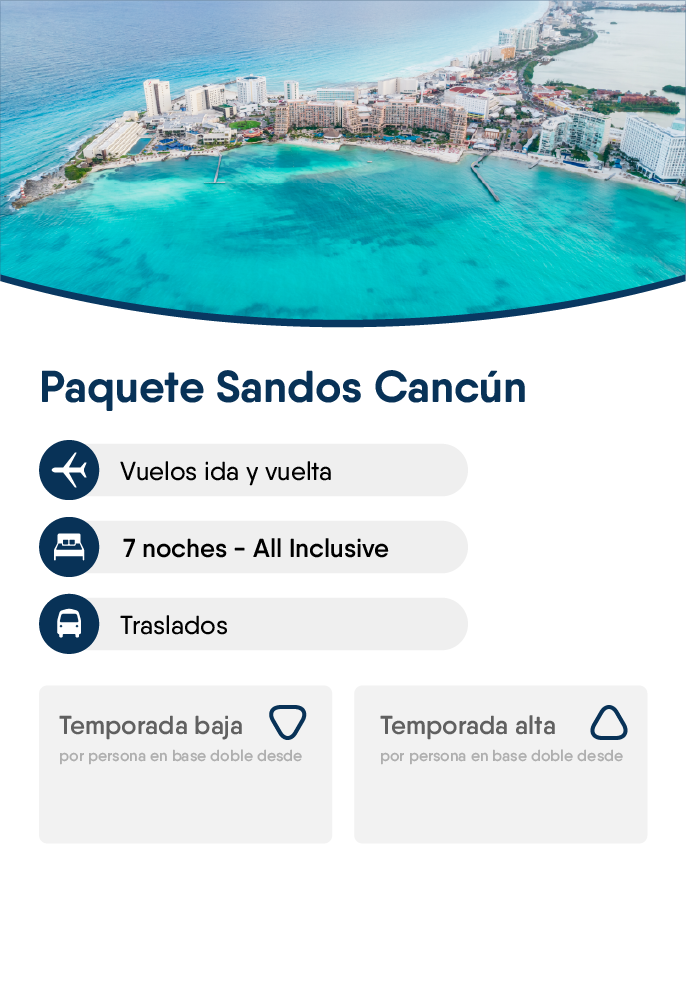 Paquete Sandos Cancún
Vuelos ida y vuelta
7 noches - All Inclusive
Traslados
Temporada baja
por persona en base doble desde
Temporada alta
por persona en base doble desde